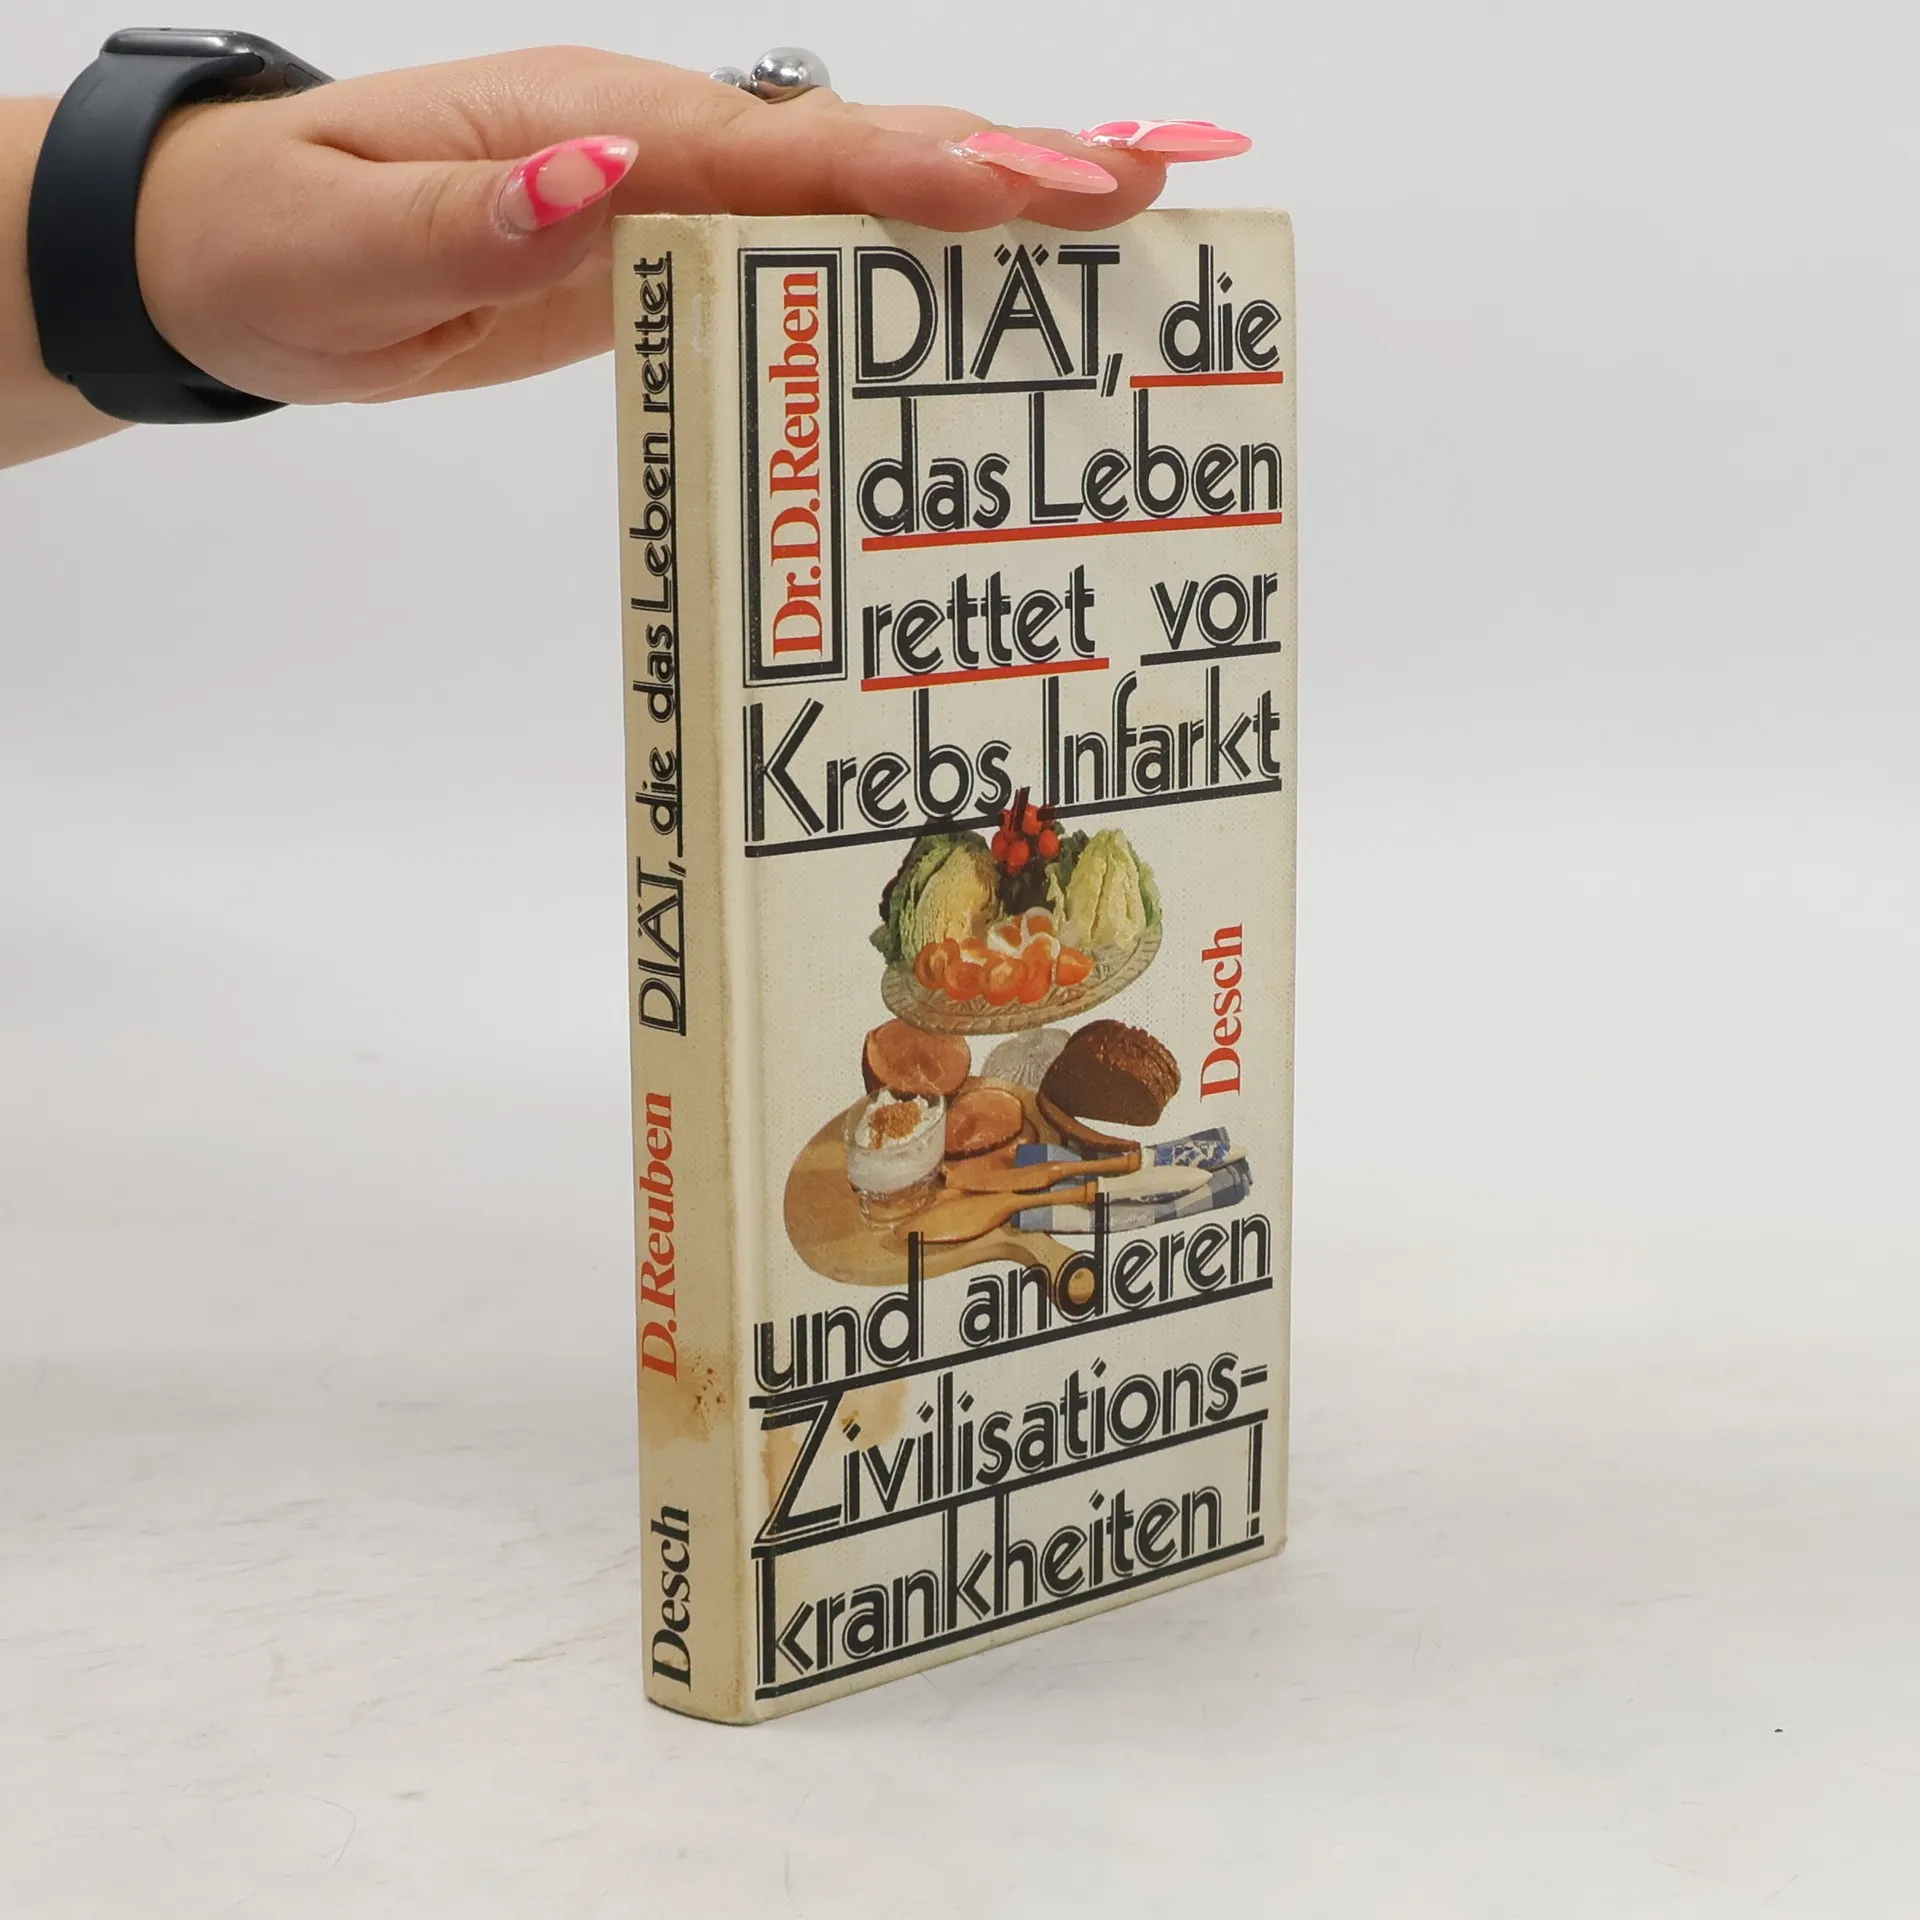 DIÄT, die das Leben rettet
D. Reuben
Desch
Dr. D. Reuben
DIÄT, die
das Leben
rettet vor
Krebs, Infarkt
Desch
und anderen
Zivilisations-
krankheiten!